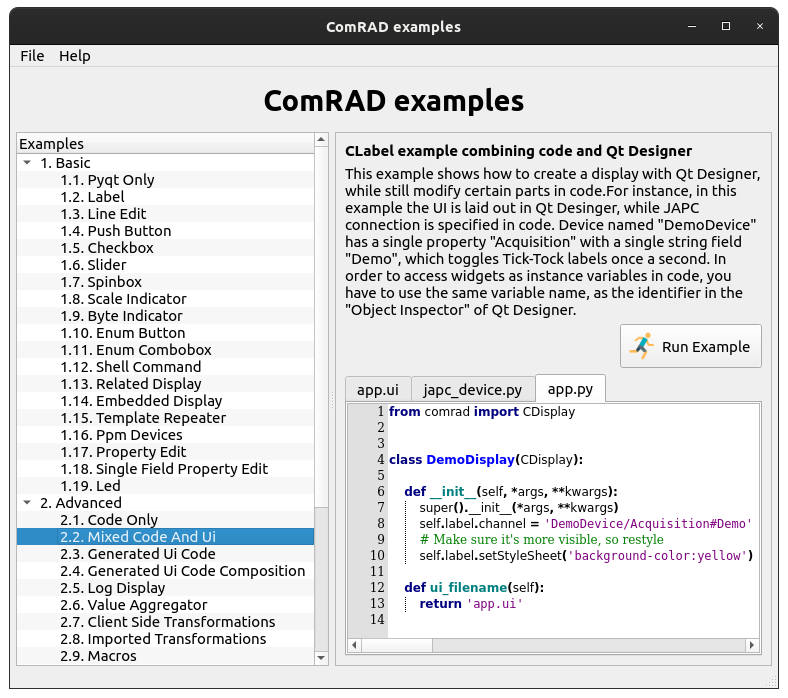 ComRAD examples
File Help
ComRAD examples
Examples
1. Basic
1.1. Pyqt Only
1.2. Label
1.3. Line Edit
1.4. Push Button
1.5. Checkbox
1.6. Slider
1.7. Spinbox
1.8. Scale Indicator
1.9. Byte Indicator
1.10. Enum Button
1.11. Enum Combobox
1.12. Shell Command
1.13. Related Display
1.14. Embedded Display
1.15. Template Repeater
1.16. Ppm Devices
1.17. Property Edit
1.18. Single Field Property Edit
1.19. Led
2. Advanced
2.1. Code Only
2.2. Mixed Code And Ui
2.3. Generated Ui Code
2.4. Generated Ui Code Composition
2.5. Log Display
2.6. Value Aggregator
2.7. Client Side Transformations
2.8. Imported Transformations
2.9. Macros
CLabel example combining code and Qt Designer
This example shows how to create a display with Qt Designer,
while still modify certain parts in code.For instance, in this
example the UI is laid out in Qt Desinger, while JAPC
connection is specified in code. Device named "DemoDevice"
has a single property "Acquisition" with a single string field
"Demo", which toggles Tick-Tock labels once a second. In
order to access widgets as instance variables in code, you
have to use the same variable name, as the identifier in the
"Object Inspector" of Qt Designer.
Run Example
app.ui japc_device.py app.py
1 from comrad import CDisplay
2
3
4 class DemoDisplay(CDisplay):
5
6 def __init__(self, *args, **kwargs):
7 super().__init__(*args, **kwargs)
8 self.label.channel = 'DemoDevice/Acquisition#Demo'
9 # Make sure it's more visible, so restyle
10 self.label.setStyleSheet('background-color:yellow')
11
12 def ui_filename(self):
13 return 'app.ui'
14